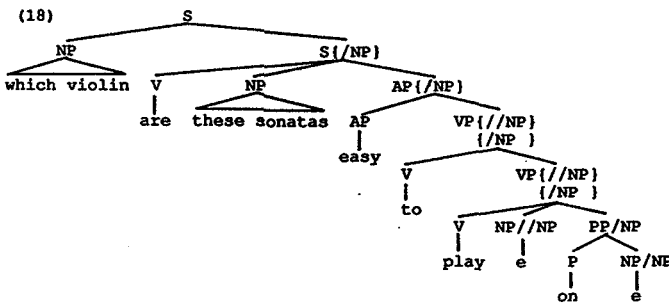 (18) S
NP S{/NP}
which violin V NP AP{/NP}
are these sonatas AP VP{//NP}
{/NP }
easy
V VP{//NP}
{/NP }
to
V NP//NP PP/NP
play e P NP/NP
on e